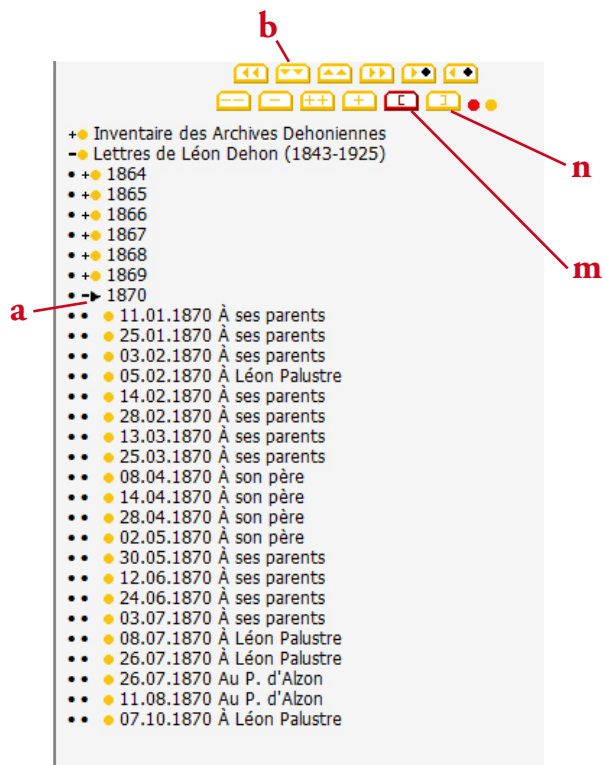 b
-- - ++ + [ ]
n
+ Inventaire des Archives Dehoniennes
- Lettres de Léon Dehon (1843-1925)
• + 1864
• + 1865
• + 1866
• + 1867
• + 1868
m
• + 1869
• - 1870
a
• • 11.01.1870 À ses parents
• • 25.01.1870 À ses parents
• • 03.02.1870 À ses parents
• • 05.02.1870 À Léon Palustre
• • 14.02.1870 À ses parents
• • 28.02.1870 À ses parents
• • 13.03.1870 À ses parents
• • 25.03.1870 À ses parents
• • 08.04.1870 À son père
• • 14.04.1870 À son père
• • 28.04.1870 À son père
• • 02.05.1870 À son père
• • 30.05.1870 À ses parents
• • 12.06.1870 À ses parents
• • 24.06.1870 À ses parents
• • 03.07.1870 À ses parents
• • 08.07.1870 À Léon Palustre
• • 26.07.1870 À Léon Palustre
• • 26.07.1870 Au P. d'Alzon
• • 11.08.1870 Au P. d'Alzon
• • 07.10.1870 À Léon Palustre